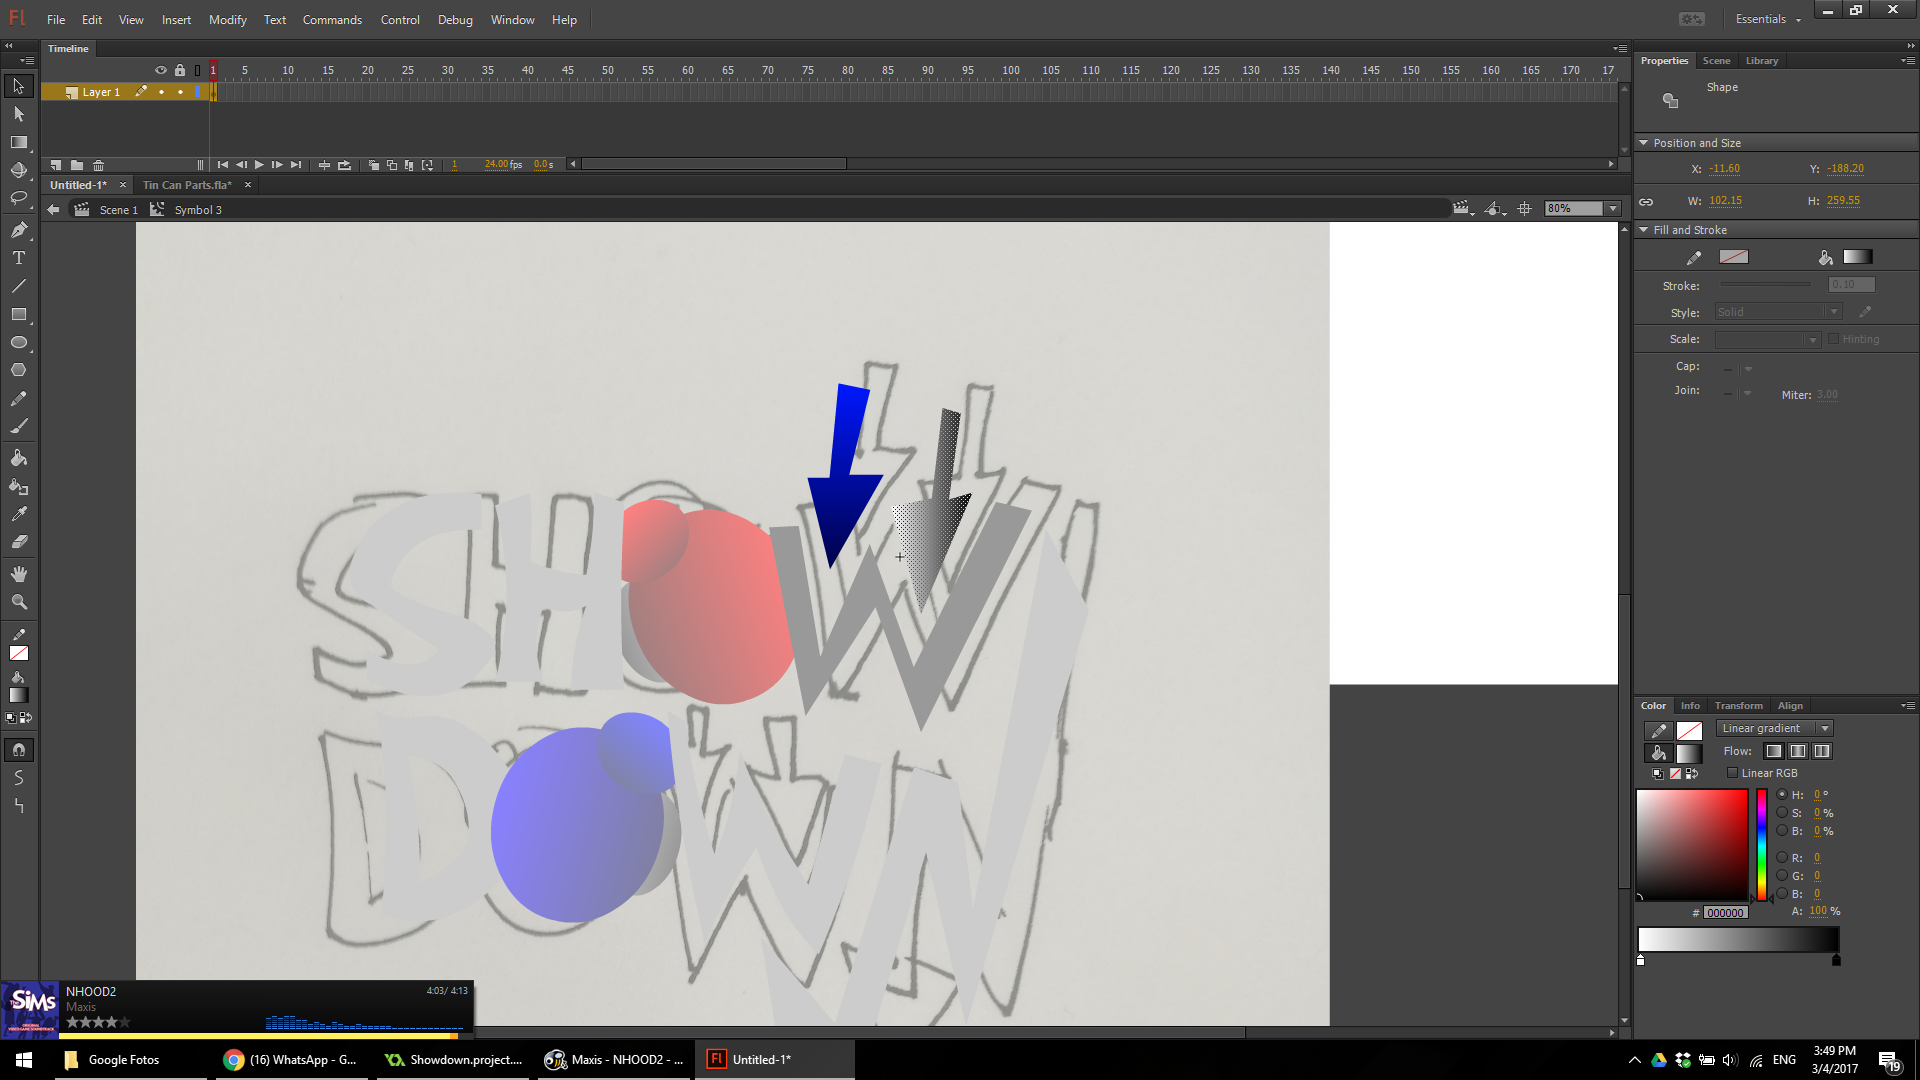 Fl File Edit View Insert Modify Text Commands Control Debug Window Help Essentials
Timeline
1 5 10 15 20 25 30 35 40 45 50 55 60 65 70 75 80 85 90 95 100 105 110 115 120 125 130 135 140 145 150 155 160 165 170 17
Layer 1
1 24.00 fps 0.0 s
Untitled-1* Tin Can Parts.fla*
Scene 1 Symbol 3 80%
Properties Scene Library
Shape
Position and Size
X: -11.60 Y: -188.20
W: 102.15 H: 259.55
Fill and Stroke
Stroke: 0.10
Style: Solid
Scale: Hinting
Cap:
Join: Miter: 3.00
SHOW
DOWN
Color Info Transform Align
Linear gradient
Flow:
Linear RGB
H: 0 °
S: 0 %
B: 0 %
R: 0
G: 0
B: 0
A: 100 %
# 000000
The SiMs
NHOOD2 4:03/ 4:13
Maxis
Google Fotos (16) WhatsApp - G... Showdown.project.... Maxis - NHOOD2 - ... Fl Untitled-1*
ENG 3:49 PM
3/4/2017 19